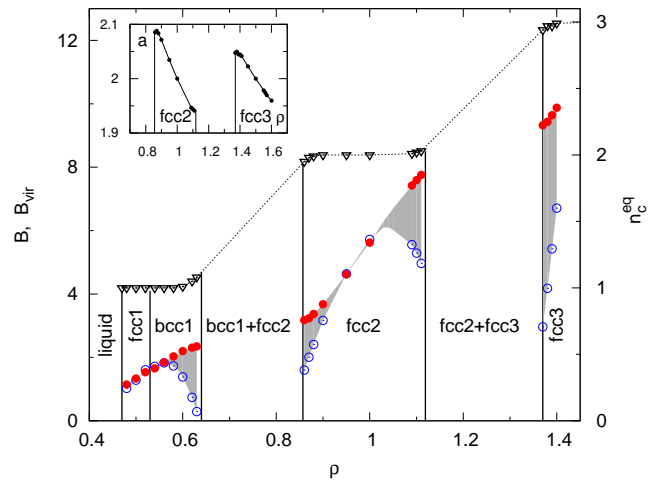 2.1
2
1.9
a
fcc2
fcc3 ρ
0.8 1 1.2 1.4 1.6
12
8
4
0
B, B_vir
3
2
1
0
n_c^eq
liquid
fcc1
bcc1
bcc1+fcc2
fcc2
fcc2+fcc3
fcc3
0.4 0.6 0.8 1 1.2 1.4
ρ